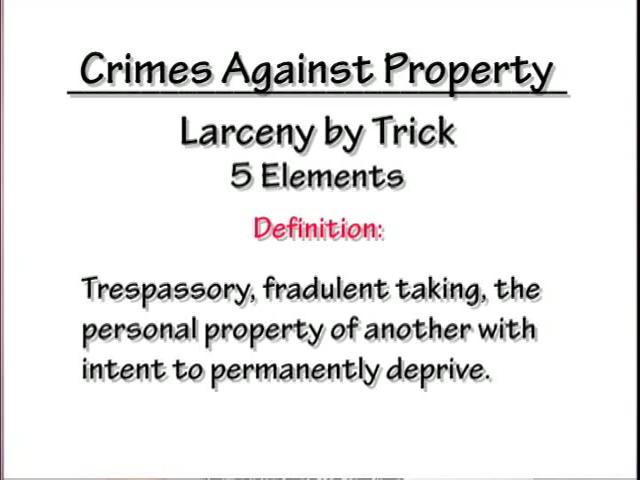 Crimes Against Property
Larceny by Trick
5 Elements
Definition:
Trespassory, fradulent taking, the
personal property of another with
intent to permanently deprive.